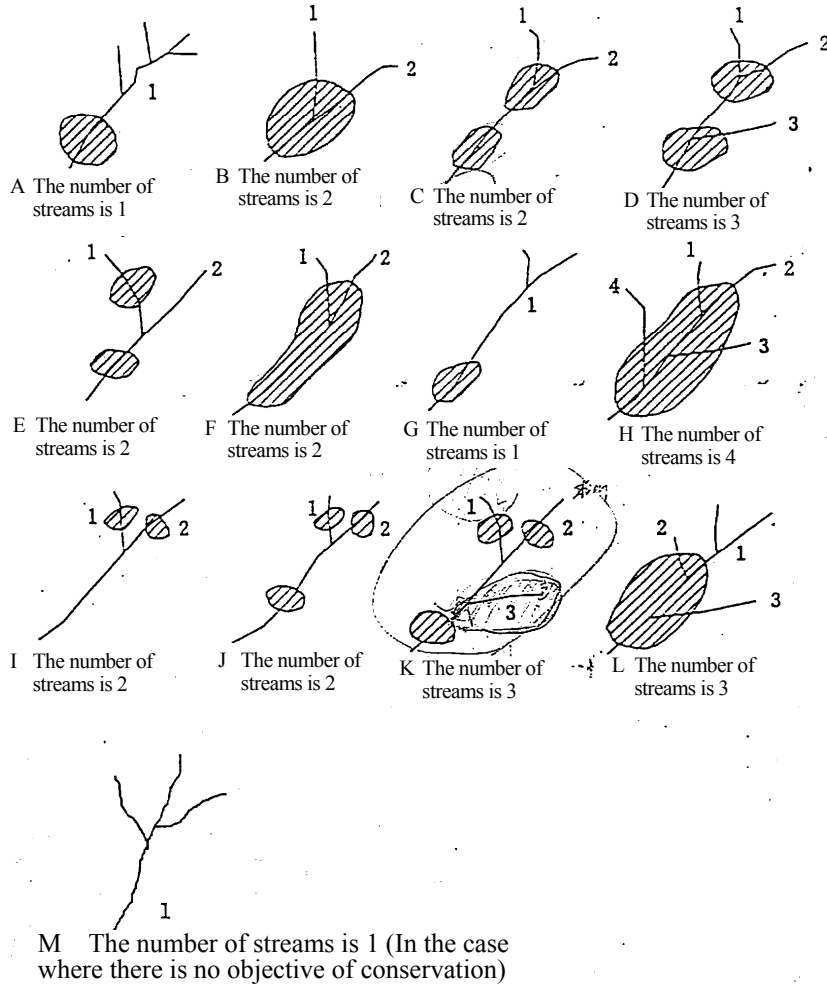 1
1
A The number of
streams is 1
1
2
B The number of
streams is 2
1
2
C The number of
streams is 2
1
2
3
D The number of
streams is 3
1
2
E The number of
streams is 2
1
2
F The number of
streams is 2
1
G The number of
streams is 1
1
2
4
3
H The number of
streams is 4
1
2
I The number of
streams is 2
1
2
J The number of
streams is 2
1
2
3
K The number of
streams is 3
2
1
3
L The number of
streams is 3
1
M The number of streams is 1 (In the case
where there is no objective of conservation)